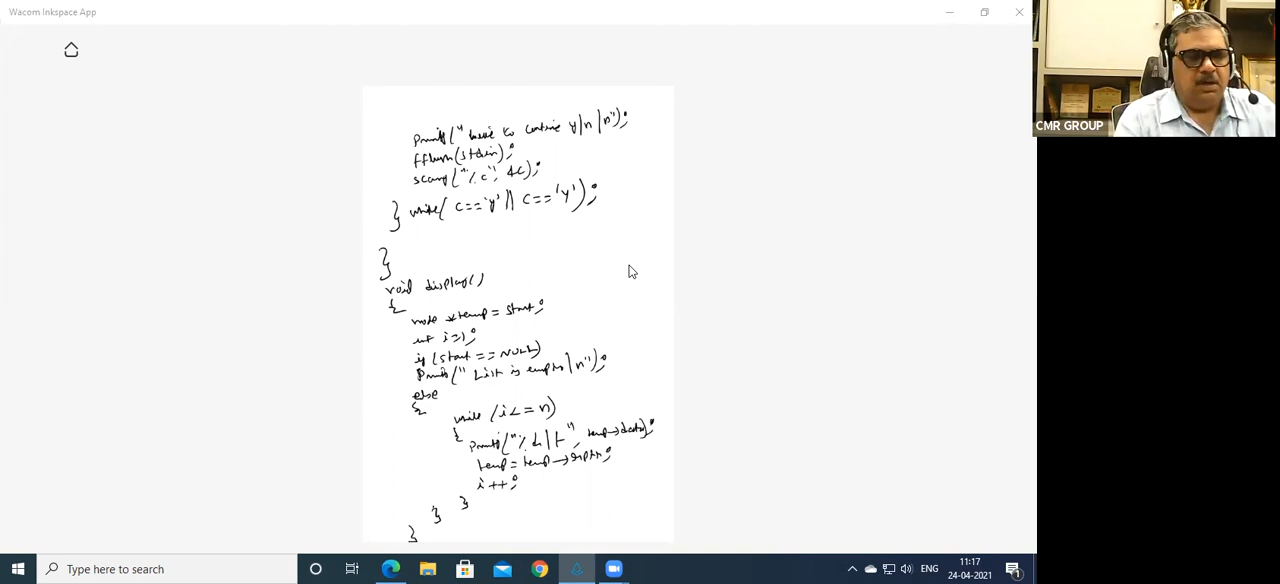 Wacom Inkspace App
CMR GROUP
printf(" to continue y/n \n");
fflush(stdin);
scanf("%c", &c);
} while( c=='y' || c=='Y' );
}
void display()
{
node *temp = start;
int i=1;
if (start == NULL)
printf(" List is empty \n");
else
{
while (i<=n)
{
printf("%d \t", temp→data);
temp = temp→right;
i++;
}
}
}
Type here to search
ENG
11:17
24-04-2021
1